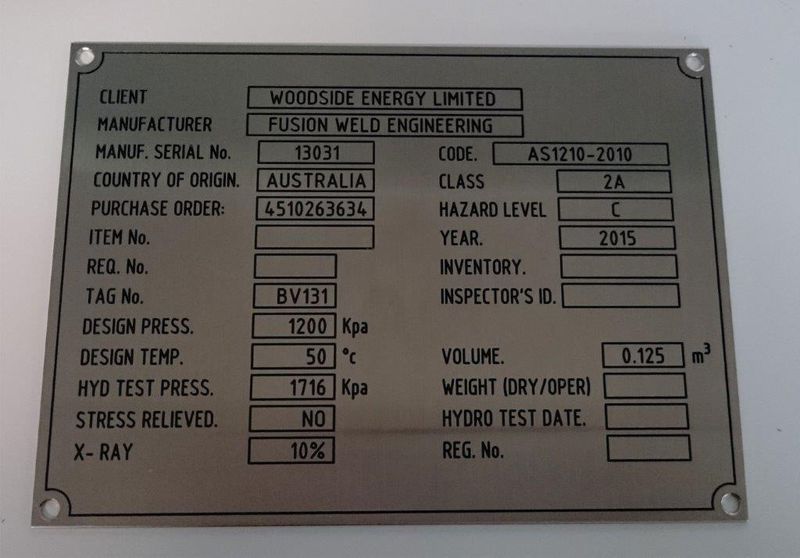 CLIENT WOODSIDE ENERGY LIMITED
MANUFACTURER FUSION WELD ENGINEERING
MANUF. SERIAL No. 13031 CODE. AS1210-2010
COUNTRY OF ORIGIN. AUSTRALIA CLASS 2A
PURCHASE ORDER: 4510263634 HAZARD LEVEL C
ITEM No. YEAR. 2015
REQ. No. INVENTORY.
TAG No. BV131 INSPECTOR'S ID.
DESIGN PRESS. 1200 Kpa
DESIGN TEMP. 50 °c VOLUME. 0.125 m³
HYD TEST PRESS. 1716 Kpa WEIGHT (DRY/OPER)
STRESS RELIEVED. NO HYDRO TEST DATE.
X- RAY 10% REG. No.